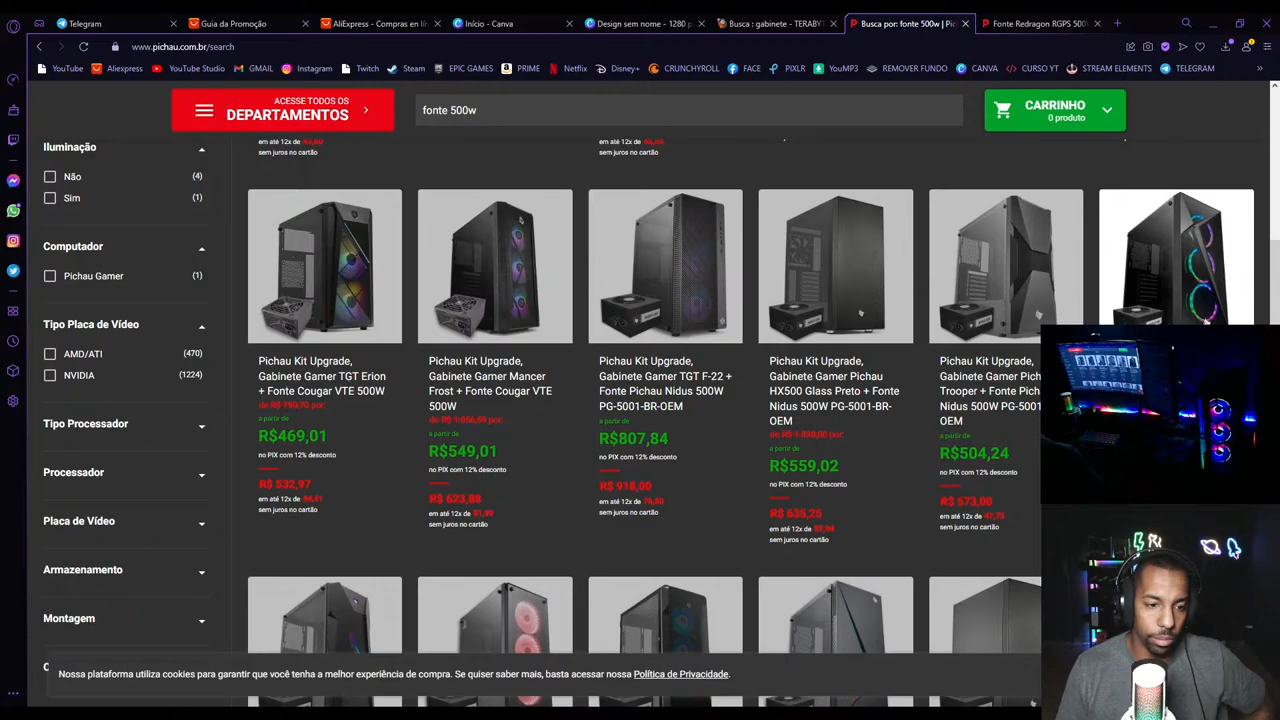 Telegram
Guia da Promoção
AliExpress - Compras en lín
Início - Canva
Design sem nome - 1280 p
Busca : gabinete - TERABYT
Busca por: fonte 500w | Pi
Fonte Redragon RGPS 500
www.pichau.com.br/search
YouTube
Aliexpress
YouTube Studio
GMAIL
Instagram
Twitch
Steam
EPIC GAMES
PRIME
Netflix
Disney+
CRUNCHYROLL
FACE
PIXLR
YouMP3
REMOVER FUNDO
CANVA
CURSO YT
STREAM ELEMENTS
TELEGRAM
ACESSE TODOS OS
DEPARTAMENTOS
fonte 500w
CARRINHO
0 produto
Iluminação
Não (4)
Sim (1)
Computador
Pichau Gamer (1)
Tipo Placa de Vídeo
AMD/ATI (470)
NVIDIA (1224)
Tipo Processador
Processador
Placa de Vídeo
Armazenamento
Montagem
em até 12x de
sem juros no cartão
em até 12x de
sem juros no cartão
Pichau Kit Upgrade,
Gabinete Gamer TGT Erion
+ Fonte Cougar VTE 500W
de R$ 790,70 por:
a partir de
R$469,01
no PIX com 12% desconto
R$ 532,97
em até 12x de 44,41
sem juros no cartão
Pichau Kit Upgrade,
Gabinete Gamer Mancer
Frost + Fonte Cougar VTE
500W
de R$ 1.056,59 por:
a partir de
R$549,01
no PIX com 12% desconto
R$ 623,88
em até 12x de 51,99
sem juros no cartão
Pichau Kit Upgrade,
Gabinete Gamer TGT F-22 +
Fonte Pichau Nidus 500W
PG-5001-BR-OEM
a partir de
R$807,84
no PIX com 12% desconto
R$ 918,00
em até 12x de 76,50
sem juros no cartão
Pichau Kit Upgrade,
Gabinete Gamer Pichau
HX500 Glass Preto + Fonte
Nidus 500W PG-5001-BR-
OEM
a partir de
R$559,02
no PIX com 12% desconto
R$ 635,25
em até 12x de 52,94
sem juros no cartão
Pichau Kit Upgrade,
Gabinete Gamer Pich
Trooper + Fonte Pich
Nidus 500W PG-5001
OEM
a partir de
R$504,24
no PIX com 12% desconto
R$ 573,00
em até 12x de 47,75
sem juros no cartão
Nossa plataforma utiliza cookies para garantir que você tenha a melhor experiência de compra. Se quiser saber mais, basta acessar nossa Política de Privacidade.